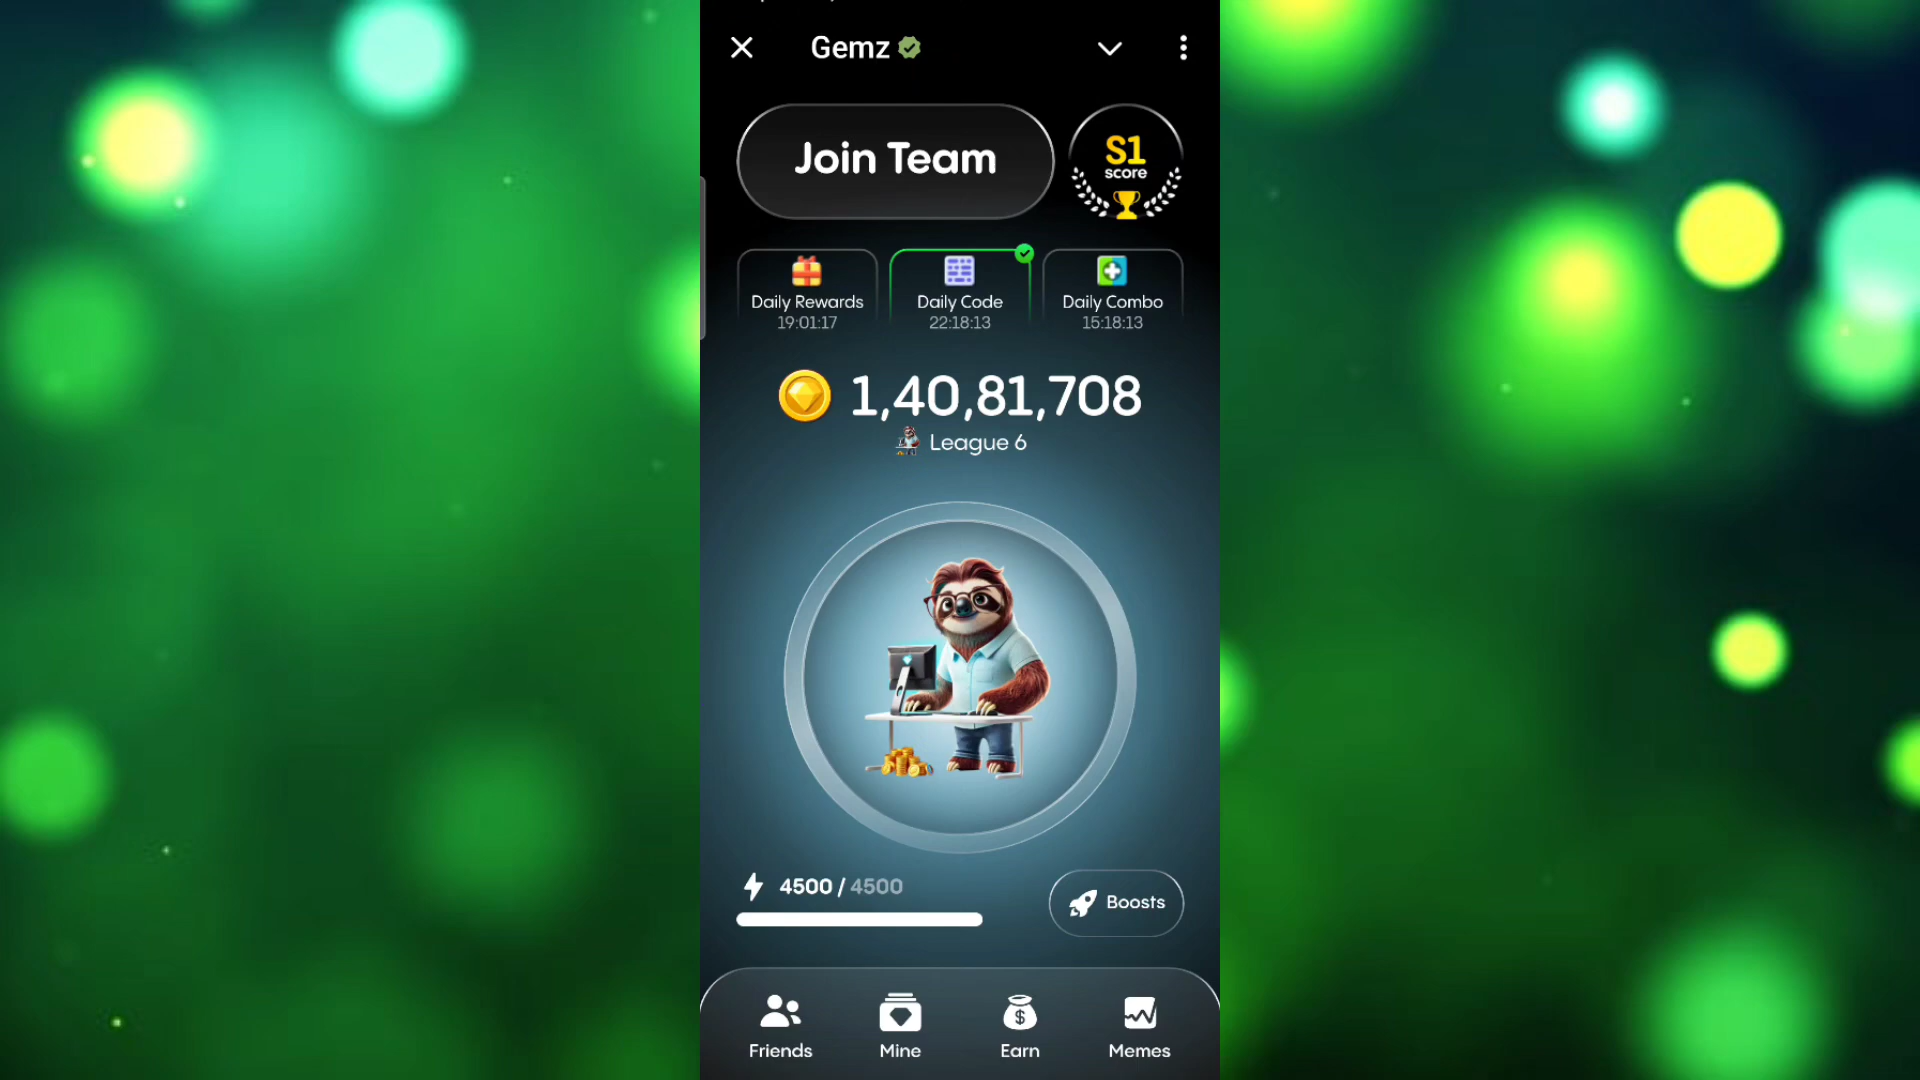 Gemz
Join Team
S1
score
Daily Rewards
19:01:17
Daily Code
22:18:13
Daily Combo
15:18:13
1,40,81,708
League 6
4500 / 4500
Boosts
Friends
Mine
$
Earn
Memes